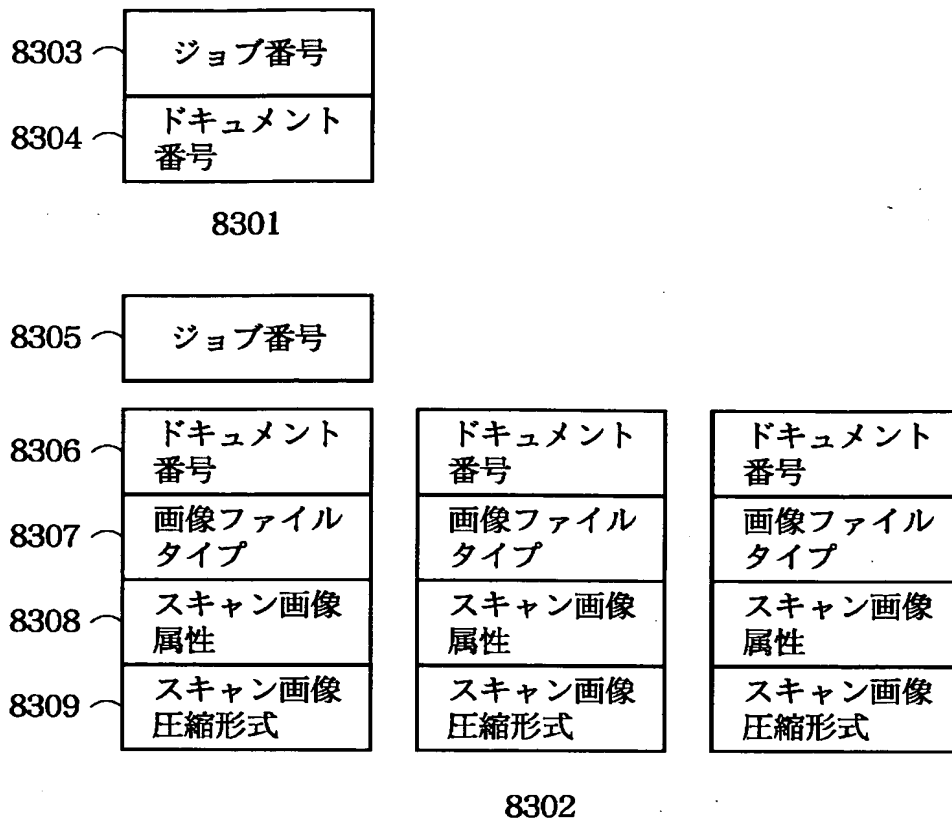 8303 ジョブ番号
8304 ドキュメント
番号
8301
8305 ジョブ番号
8306 ドキュメント ドキュメント ドキュメント
番号 番号 番号
8307 画像ファイル 画像ファイル 画像ファイル
タイプ タイプ タイプ
8308 スキャン画像 スキャン画像 スキャン画像
属性 属性 属性
8309 スキャン画像 スキャン画像 スキャン画像
圧縮形式 圧縮形式 圧縮形式
8302